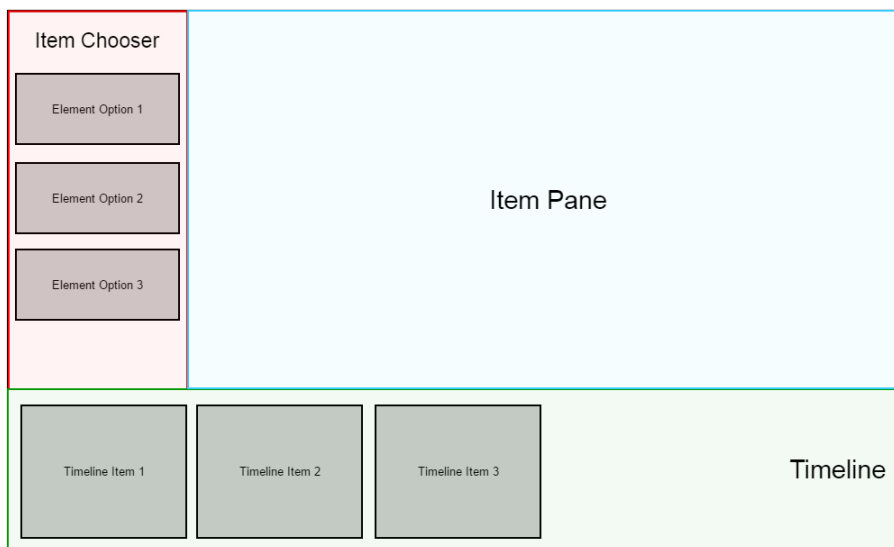 Item Chooser
Element Option 1
Element Option 2
Element Option 3
Item Pane
Timeline Item 1
Timeline Item 2
Timeline Item 3
Timeline